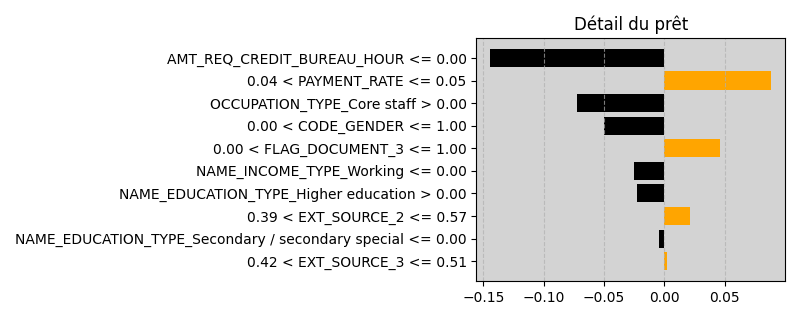 Détail du prêt
AMT_REQ_CREDIT_BUREAU_HOUR <= 0.00
0.04 < PAYMENT_RATE <= 0.05
OCCUPATION_TYPE_Core staff > 0.00
0.00 < CODE_GENDER <= 1.00
0.00 < FLAG_DOCUMENT_3 <= 1.00
NAME_INCOME_TYPE_Working <= 0.00
NAME_EDUCATION_TYPE_Higher education > 0.00
0.39 < EXT_SOURCE_2 <= 0.57
NAME_EDUCATION_TYPE_Secondary / secondary special <= 0.00
0.42 < EXT_SOURCE_3 <= 0.51
−0.15 −0.10 −0.05 0.00 0.05